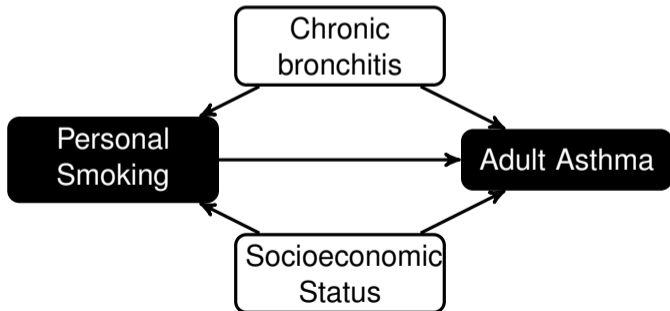 Chronic
bronchitis
Personal
Smoking
Adult Asthma
Socioeconomic
Status